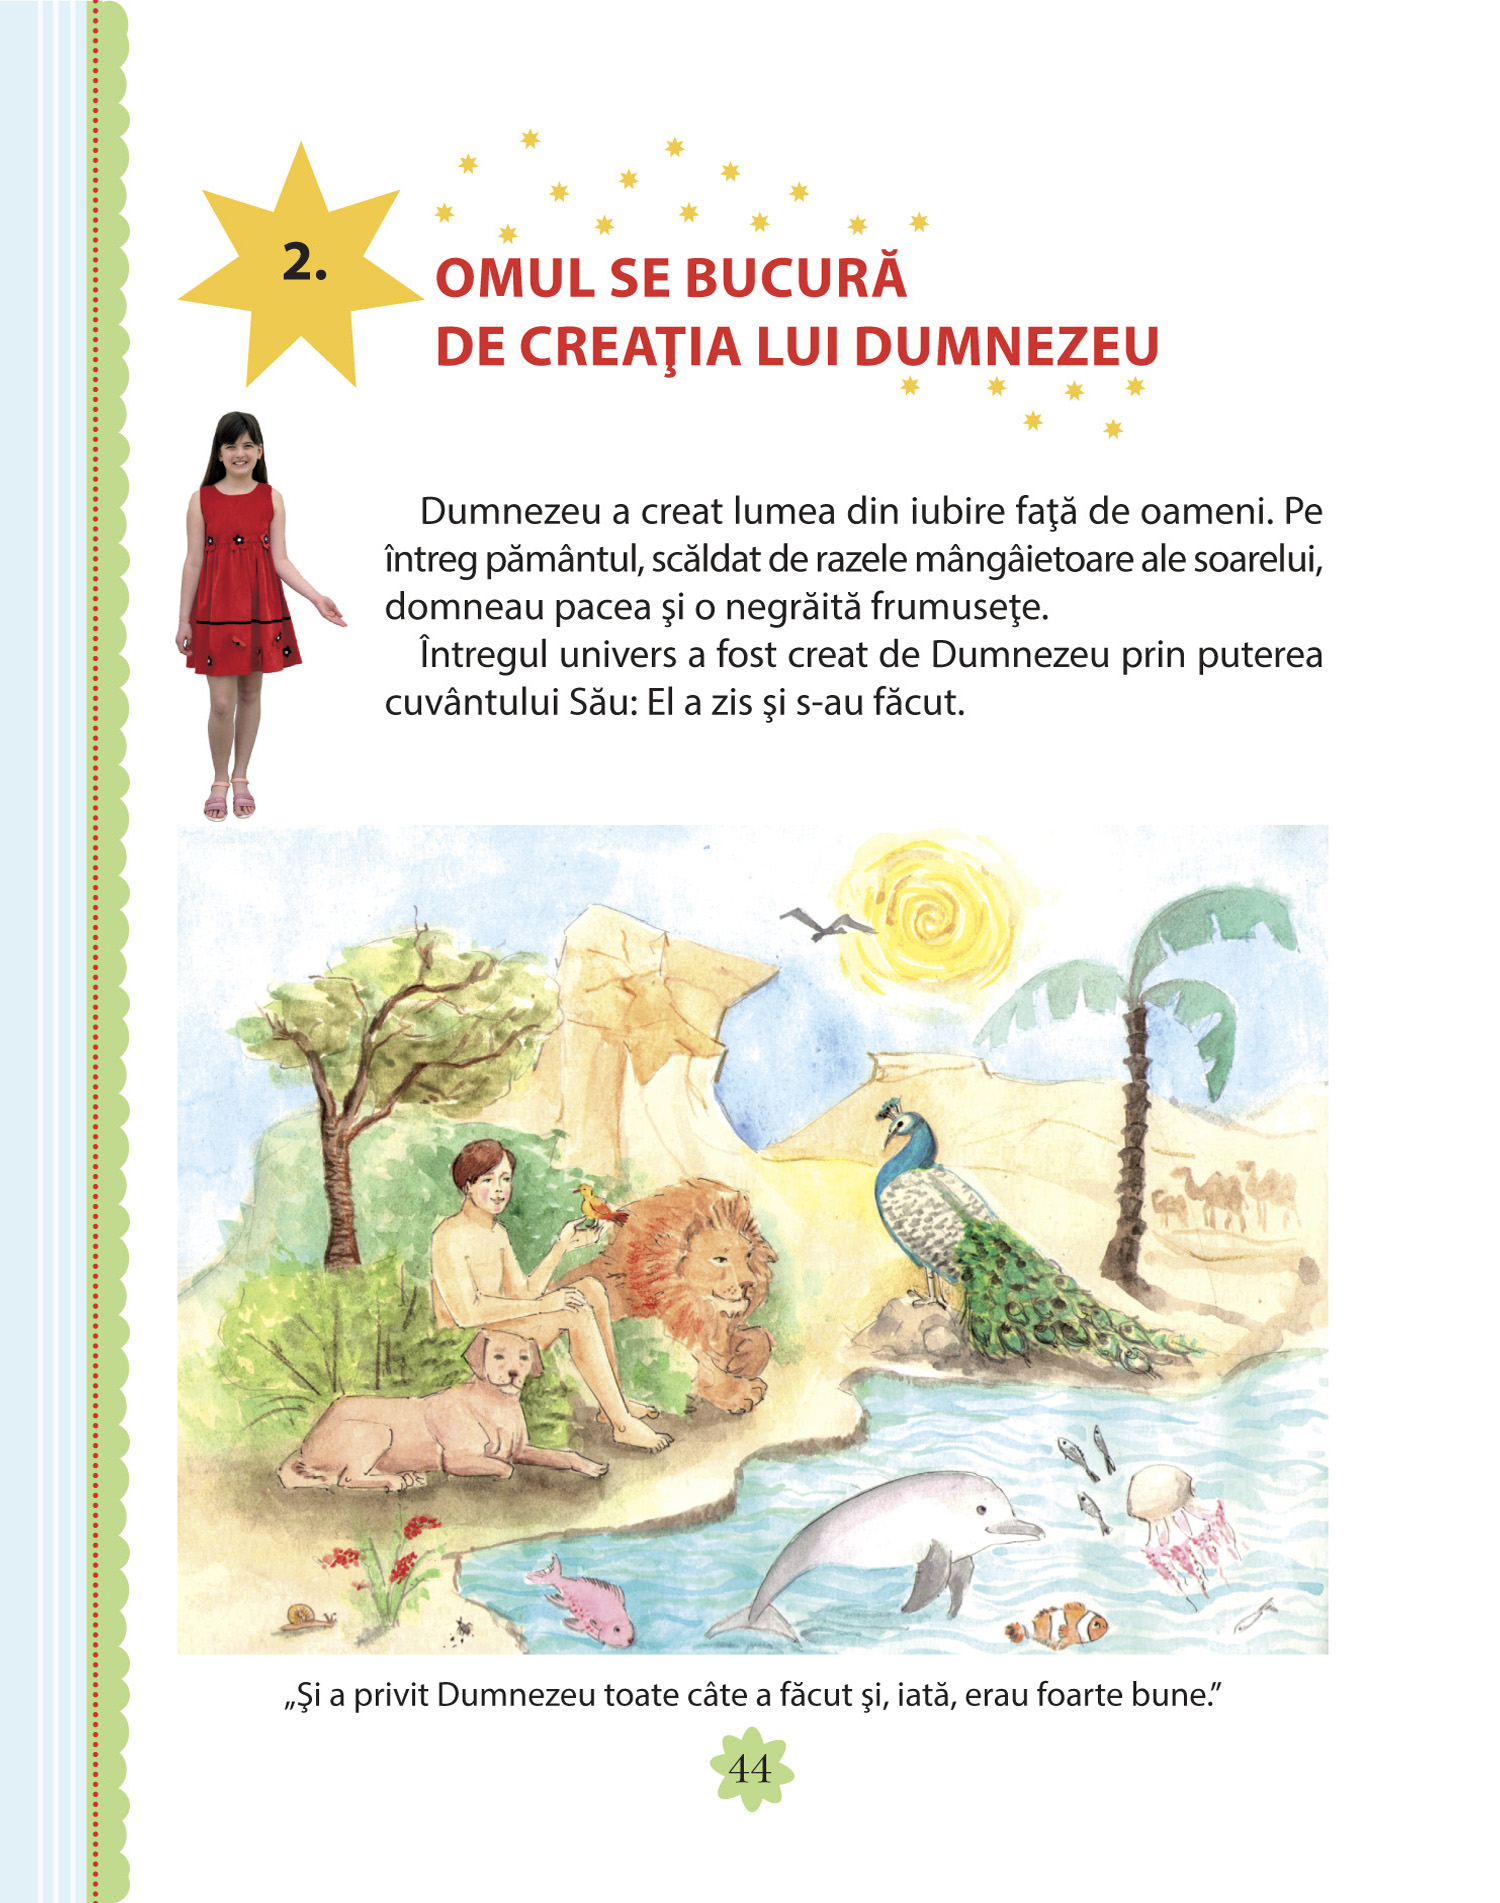 2.
OMUL SE BUCURĂ
DE CREAŢIA LUI DUMNEZEU
Dumnezeu a creat lumea din iubire faţă de oameni. Pe
întreg pământul, scăldat de razele mângâietoare ale soarelui,
domneau pacea şi o negrăită frumuseţe.
Întregul univers a fost creat de Dumnezeu prin puterea
cuvântului Său: El a zis şi s-au făcut.
„Şi a privit Dumnezeu toate câte a făcut şi, iată, erau foarte bune.”
44